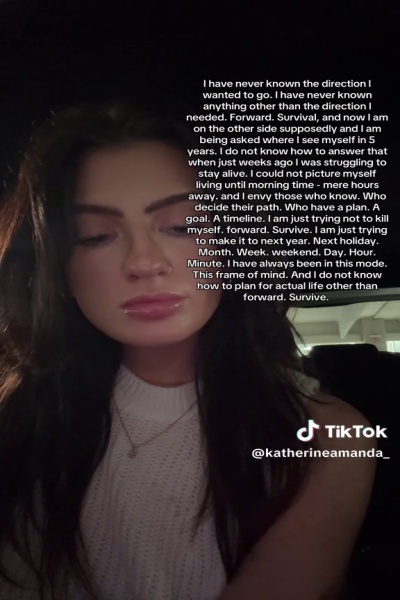 I have never known the direction I
wanted to go. I have never known
anything other than the direction I
needed. Forward. Survival, and now I am
on the other side supposedly and I am
being asked where I see myself in 5
years. I do not know how to answer that
when just weeks ago I was struggling to
stay alive. I could not picture myself
living until morning time - mere hours
away. and I envy those who know. Who
decide their path. Who have a plan. A
goal. A timeline. I am just trying not to kill
myself. forward. Survive. I am just trying
to make it to next year. Next holiday.
Month. Week. weekend. Day. Hour.
Minute. I have always been in this mode.
This frame of mind. And I do not know
how to plan for actual life other than
forward. Survive.
TikTok
@katherineamanda_